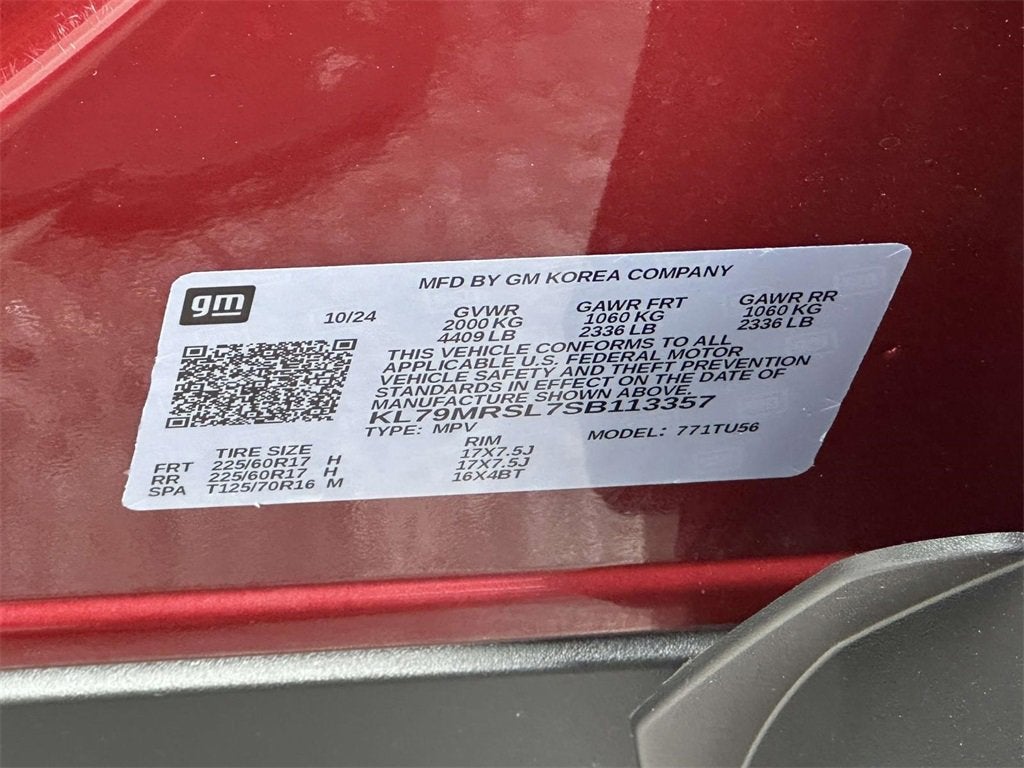 MFD BY GM KOREA COMPANY
gm
10/24
GVWR GAWR FRT GAWR RR
2000 KG 1060 KG 1060 KG
4409 LB 2336 LB 2336 LB
THIS VEHICLE CONFORMS TO ALL
APPLICABLE U.S. FEDERAL MOTOR
VEHICLE SAFETY AND THEFT PREVENTION
STANDARDS IN EFFECT ON THE DATE OF
MANUFACTURE SHOWN ABOVE.
KL79MRSL7SB113357
TYPE: MPV MODEL: 771TU56
TIRE SIZE RIM
FRT 225/60R17 H 17X7.5J
RR 225/60R17 H 17X7.5J
SPA T125/70R16 M 16X4BT